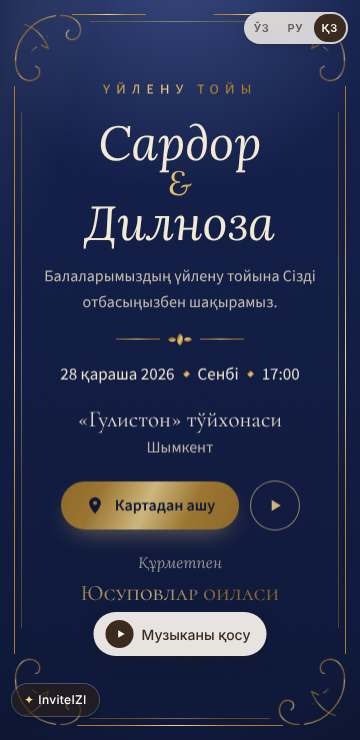 ЎЗ РУ ҚЗ
ҮЙЛЕНУ ТОЙЫ
Сардор
&
Дилноза
Балаларымыздың үйлену тойына Сізді
отбасыңызбен шақырамыз.
28 қараша 2026 ✦ Сенбі ✦ 17:00
«Гулистон» тўйхонаси
Шымкент
Картадан ашу
Құрметпен
Юсуповлар оиласи
Музыканы қосу
✦ InviteIZI